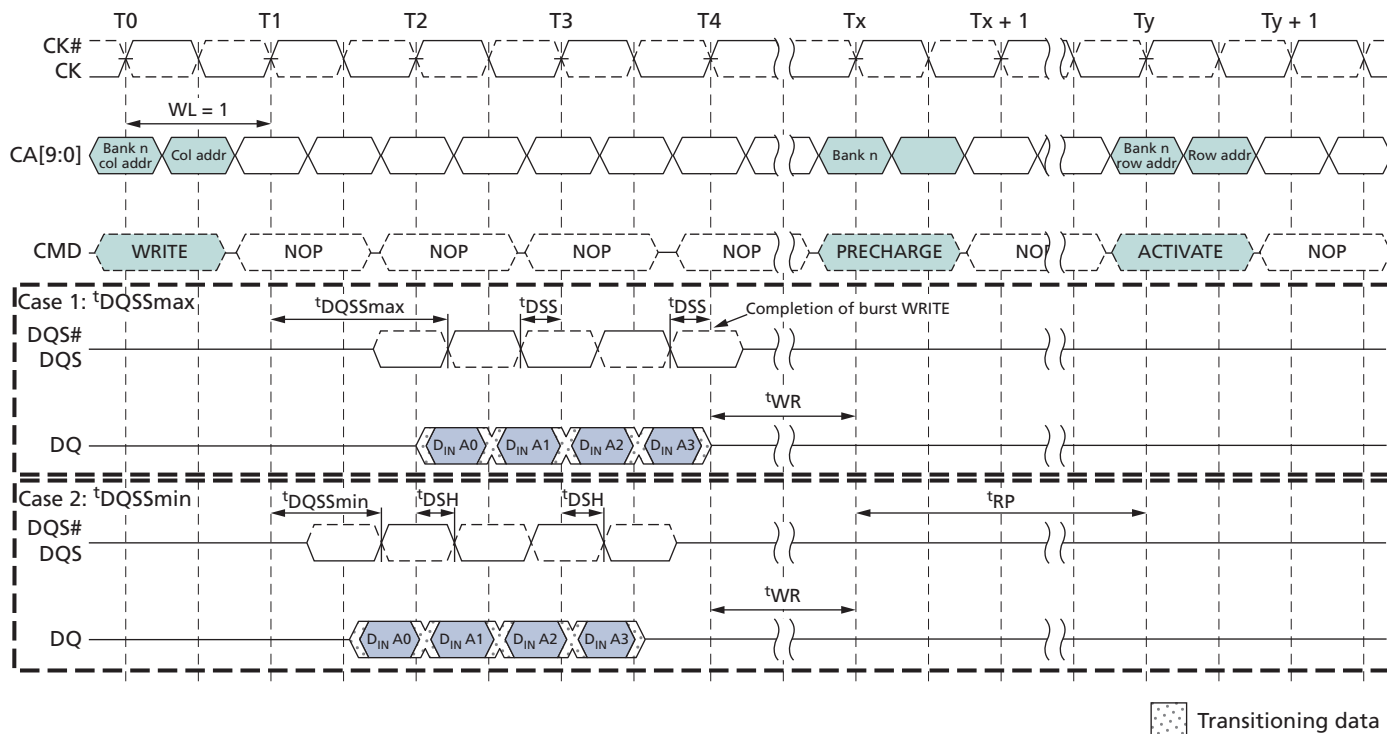 T0 T1 T2 T3 T4 Tx Tx + 1 Ty Ty + 1
CK#
CK
WL = 1
CA[9:0] Bank n col addr Col addr Bank n Bank n row addr Row addr
CMD WRITE NOP NOP NOP NOP PRECHARGE NOP ACTIVATE NOP
Case 1: tDQSSmax
tDQSSmax tDSS tDSS Completion of burst WRITE
DQS#
DQS
tWR
DQ DIN A0 DIN A1 DIN A2 DIN A3
Case 2: tDQSSmin
tDQSSmin tDSH tDSH tRP
DQS#
DQS
tWR
DQ DIN A0 DIN A1 DIN A2 DIN A3
Transitioning data